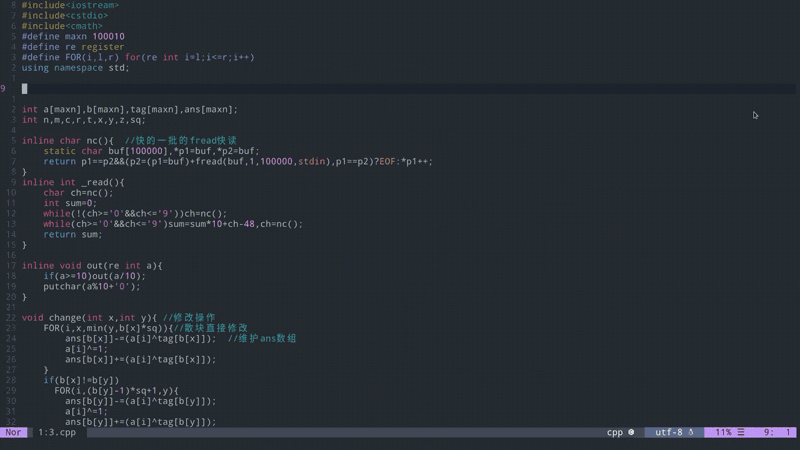 8 #include<iostream>
7 #include<cstdio>
6 #include<cmath>
5 #define maxn 100010
4 #define re register
3 #define FOR(i,l,r) for(re int i=l;i<=r;i++)
2 using namespace std;
1
9
1
2 int a[maxn],b[maxn],tag[maxn],ans[maxn];
3 int n,m,c,r,t,x,y,z,sq;
4
5 inline char nc(){  //快的一批的fread快读
6     static char buf[100000],*p1=buf,*p2=buf;
7     return p1==p2&&(p2=(p1=buf)+fread(buf,1,100000,stdin),p1==p2)?EOF:*p1++;
8 }
9 inline int _read(){
10     char ch=nc();
11     int sum=0;
12     while(!(ch>='0'&&ch<='9'))ch=nc();
13     while(ch>='0'&&ch<='9')sum=sum*10+ch-48,ch=nc();
14     return sum;
15 }
16
17 inline void out(re int a){
18     if(a>=10)out(a/10);
19     putchar(a%10+'0');
20 }
21
22 void change(int x,int y){ //修改操作
23     FOR(i,x,min(y,b[x]*sq)){//散块直接修改
24         ans[b[x]]-=(a[i]^tag[b[x]]);  //维护ans数组
25         a[i]^=1;
26         ans[b[x]]+=(a[i]^tag[b[x]]);
27     }
28     if(b[x]!=b[y])
29       FOR(i,(b[y]-1)*sq+1,y){
30         ans[b[y]]-=(a[i]^tag[b[y]]);
31         a[i]^=1;
32         ans[b[y]]+=(a[i]^tag[b[y]]);
Nor 1:3.cpp cpp utf-8 11% ☰ 9: 1